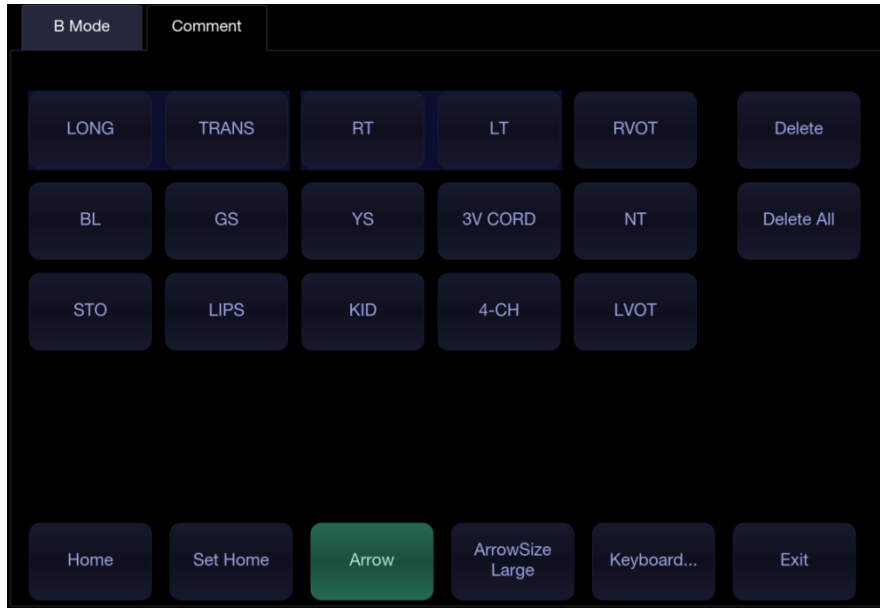 B Mode Comment
LONG TRANS RT LT RVOT Delete
BL GS YS 3V CORD NT Delete All
STO LIPS KID 4-CH LVOT
Home Set Home Arrow ArrowSize Large Keyboard... Exit